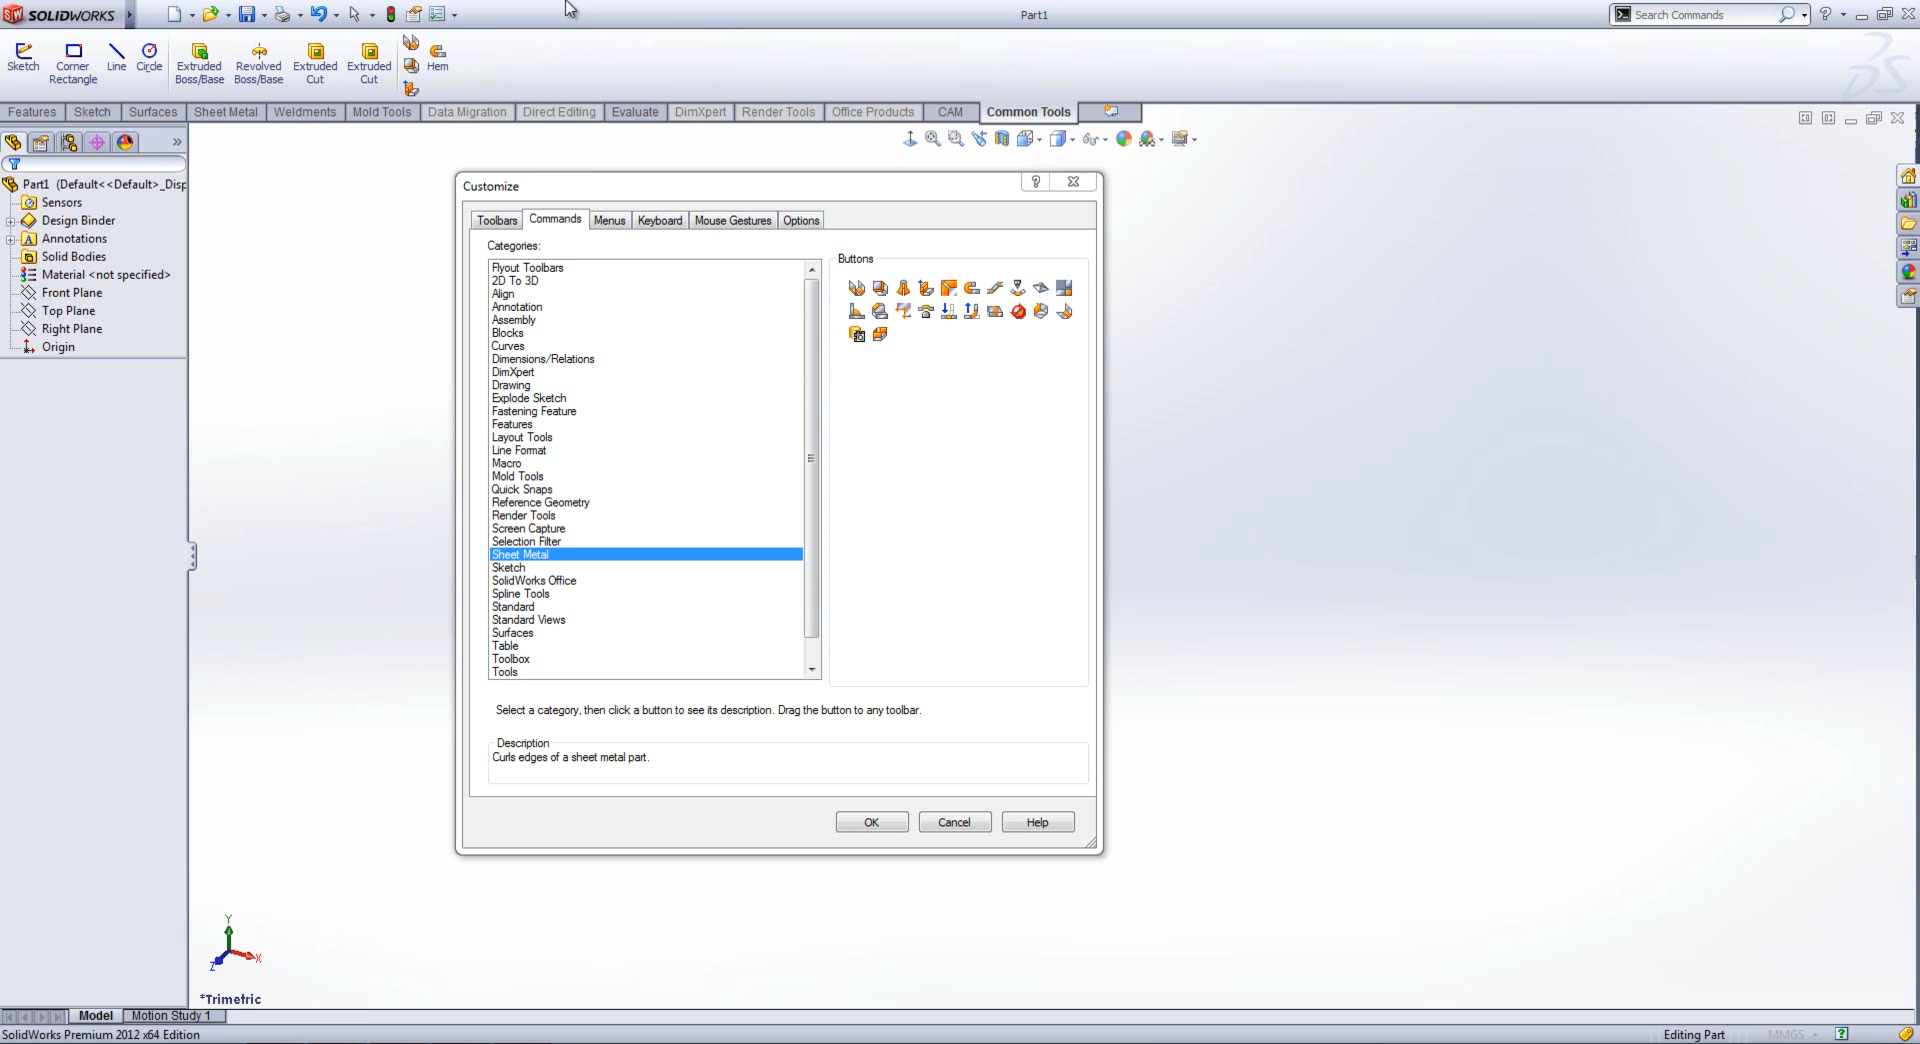 SOLIDWORKS
Part1
Search Commands
Sketch
Corner Rectangle
Line
Circle
Extruded Boss/Base
Revolved Boss/Base
Extruded Cut
Extruded Cut
Hem
Features
Sketch
Surfaces
Sheet Metal
Weldments
Mold Tools
Data Migration
Direct Editing
Evaluate
DimXpert
Render Tools
Office Products
CAM
Common Tools
Part1 (Default<<Default>_Disp
Sensors
Design Binder
Annotations
Solid Bodies
Material <not specified>
Front Plane
Top Plane
Right Plane
Origin
Customize
Toolbars
Commands
Menus
Keyboard
Mouse Gestures
Options
Categories:
Flyout Toolbars
2D To 3D
Align
Annotation
Assembly
Blocks
Curves
Dimensions/Relations
DimXpert
Drawing
Explode Sketch
Fastening Feature
Features
Layout Tools
Line Format
Macro
Mold Tools
Quick Snaps
Reference Geometry
Render Tools
Screen Capture
Selection Filter
Sheet Metal
Sketch
SolidWorks Office
Spline Tools
Standard
Standard Views
Surfaces
Table
Toolbox
Tools
Buttons
Select a category, then click a button to see its description. Drag the button to any toolbar.
Description
Curls edges of a sheet metal part.
OK
Cancel
Help
Y
X
Z
*Trimetric
Model
Motion Study 1
SolidWorks Premium 2012 x64 Edition
Editing Part
MMGS